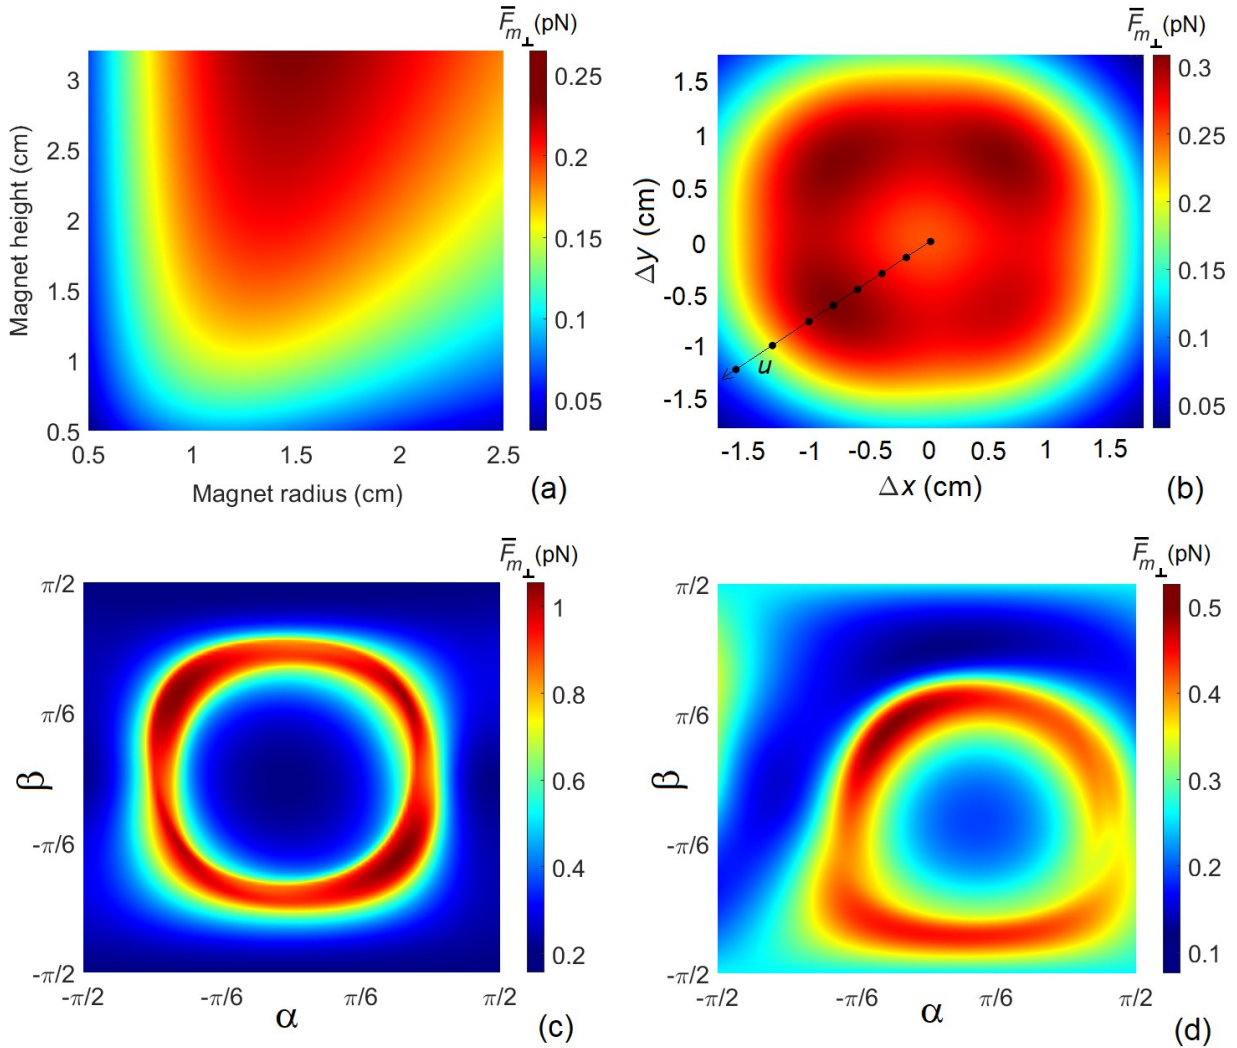 F̄m⊥(pN)
Magnet height (cm)
3
2.5
2
1.5
1
0.5
0.5 1 1.5 2 2.5
Magnet radius (cm)
0.25
0.2
0.15
0.1
0.05
(a)
F̄m⊥(pN)
Δy (cm)
1.5
1
0.5
0
-0.5
-1
-1.5
u
-1.5 -1 -0.5 0 0.5 1 1.5
Δx (cm)
0.3
0.25
0.2
0.15
0.1
0.05
(b)
F̄m⊥(pN)
β
π/2
π/6
-π/6
-π/2
-π/2 -π/6 π/6 π/2
α
1
0.8
0.6
0.4
0.2
(c)
F̄m⊥(pN)
β
π/2
π/6
-π/6
-π/2
-π/2 -π/6 π/6 π/2
α
0.5
0.4
0.3
0.2
0.1
(d)